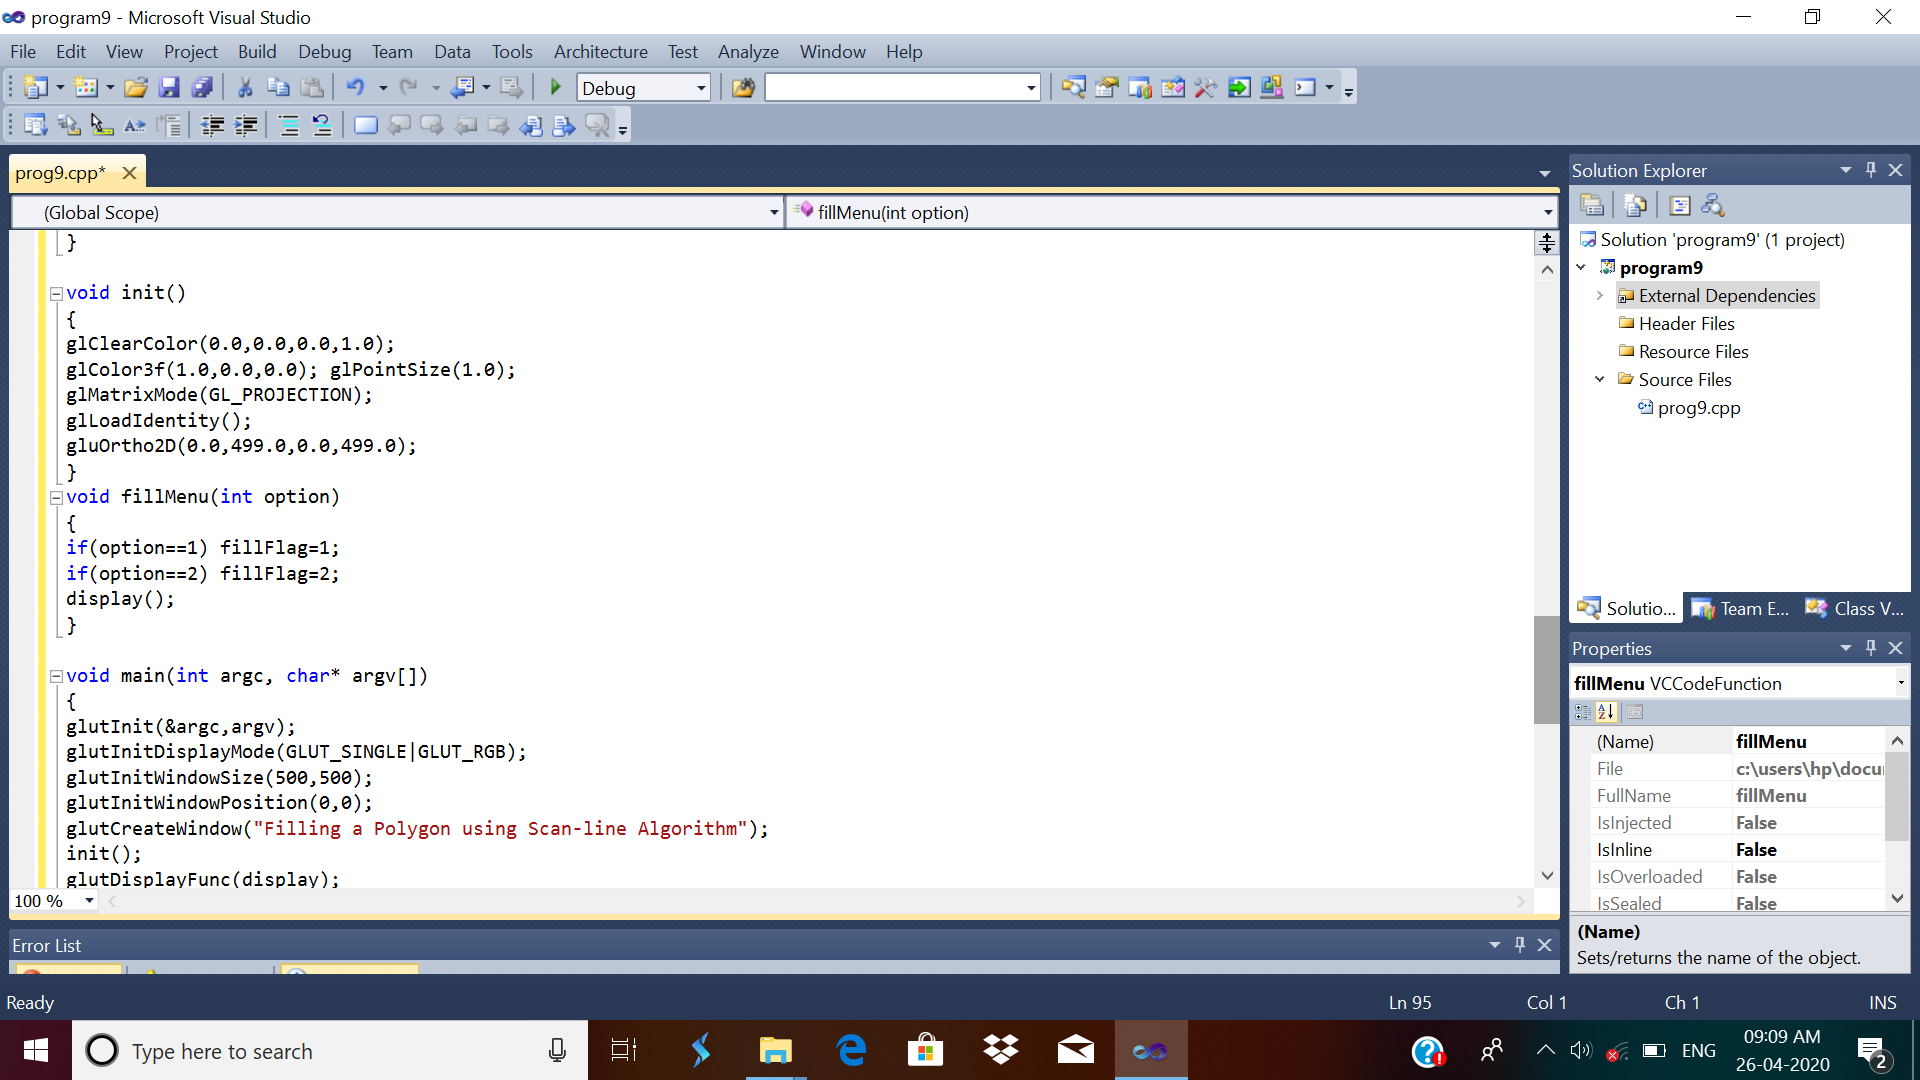 program9 - Microsoft Visual Studio
File Edit View Project Build Debug Team Data Tools Architecture Test Analyze Window Help
Debug
prog9.cpp*
(Global Scope)
fillMenu(int option)
}
void init()
{
glClearColor(0.0,0.0,0.0,1.0);
glColor3f(1.0,0.0,0.0); glPointSize(1.0);
glMatrixMode(GL_PROJECTION);
glLoadIdentity();
gluOrtho2D(0.0,499.0,0.0,499.0);
}
void fillMenu(int option)
{
if(option==1) fillFlag=1;
if(option==2) fillFlag=2;
display();
}
void main(int argc, char* argv[])
{
glutInit(&argc,argv);
glutInitDisplayMode(GLUT_SINGLE|GLUT_RGB);
glutInitWindowSize(500,500);
glutInitWindowPosition(0,0);
glutCreateWindow("Filling a Polygon using Scan-line Algorithm");
init();
glutDisplayFunc(display);
100 %
Error List
Solution Explorer
Solution 'program9' (1 project)
program9
External Dependencies
Header Files
Resource Files
Source Files
prog9.cpp
Solutio... Team E... Class V...
Properties
fillMenu VCCodeFunction
(Name) fillMenu
File c:\users\hp\docu
FullName fillMenu
IsInjected False
IsInline False
IsOverloaded False
IsSealed False
(Name)
Sets/returns the name of the object.
Ready
Ln 95 Col 1 Ch 1 INS
Type here to search
ENG
09:09 AM
26-04-2020
2